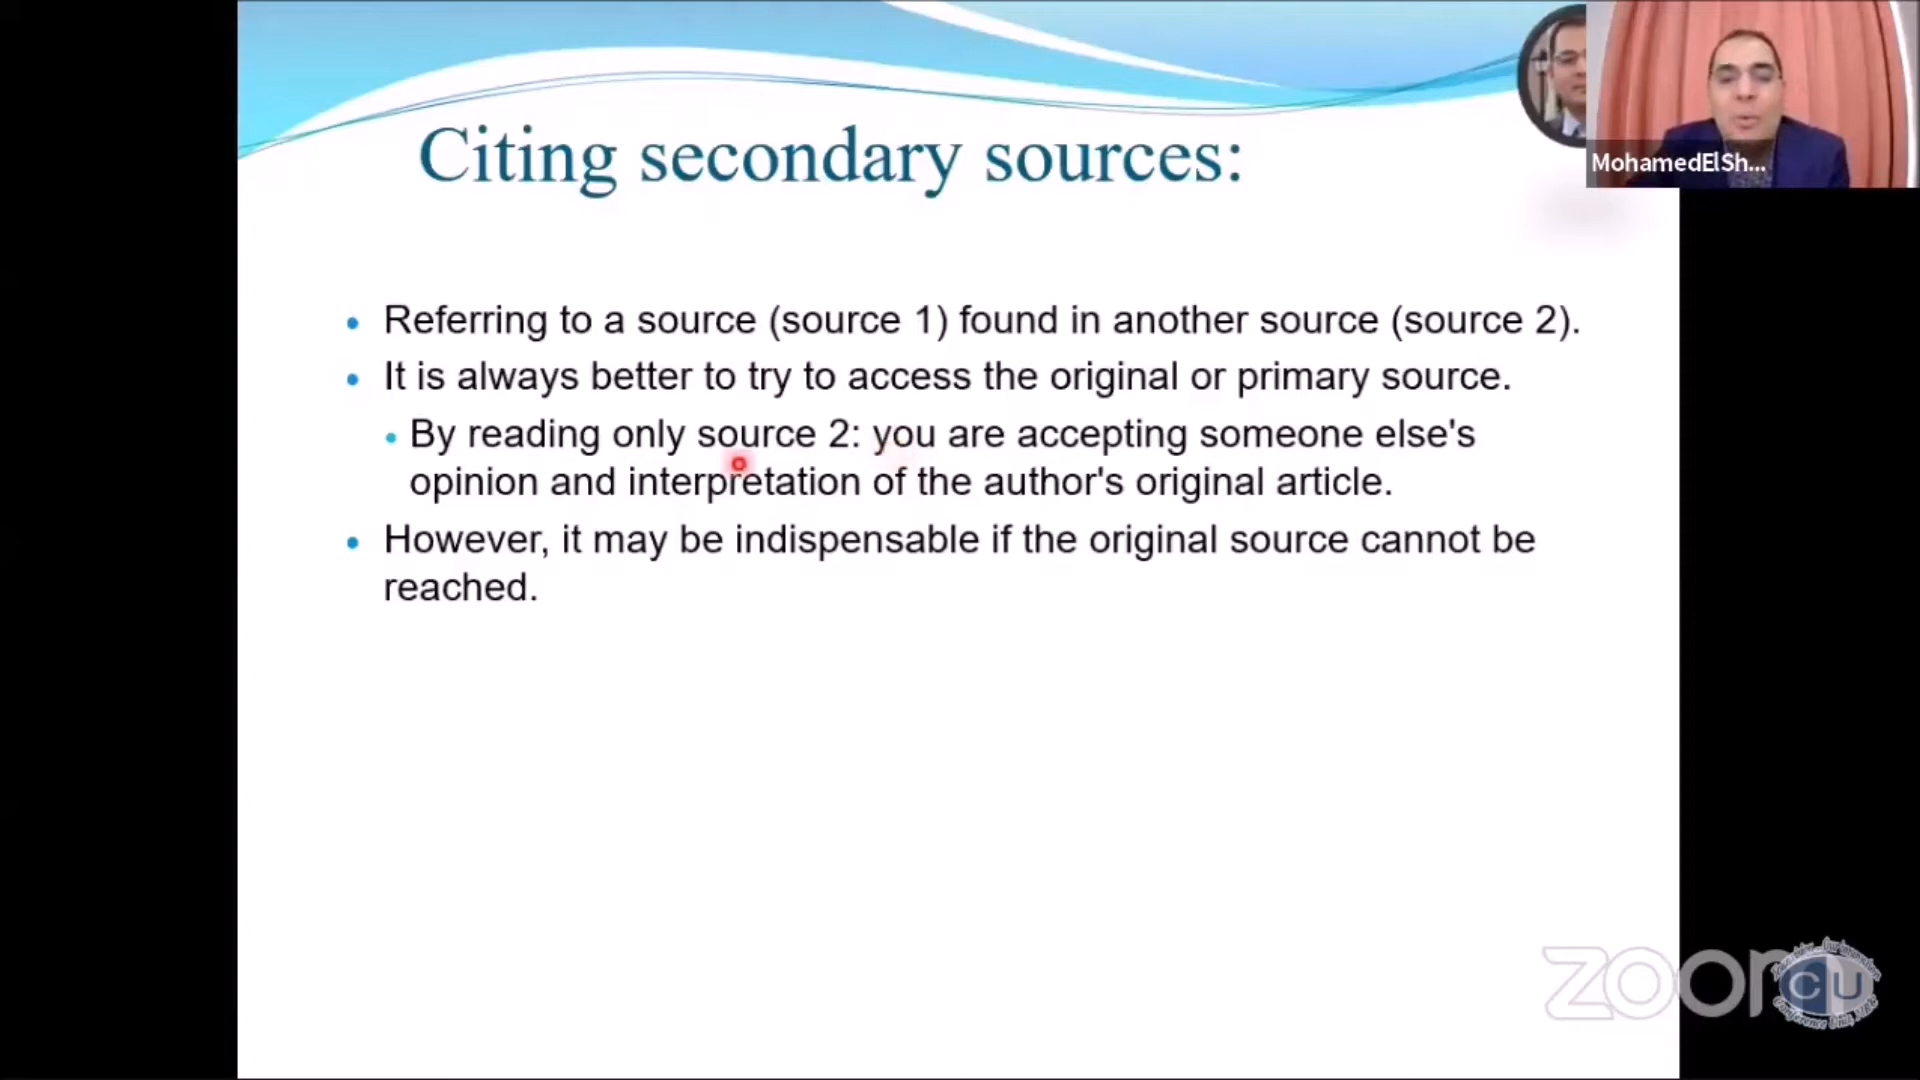 Citing secondary sources:
MohamedElSh...
Referring to a source (source 1) found in another source (source 2).
It is always better to try to access the original or primary source.
By reading only source 2: you are accepting someone else's
opinion and interpretation of the author's original article.
However, it may be indispensable if the original source cannot be
reached.
zoom
CU